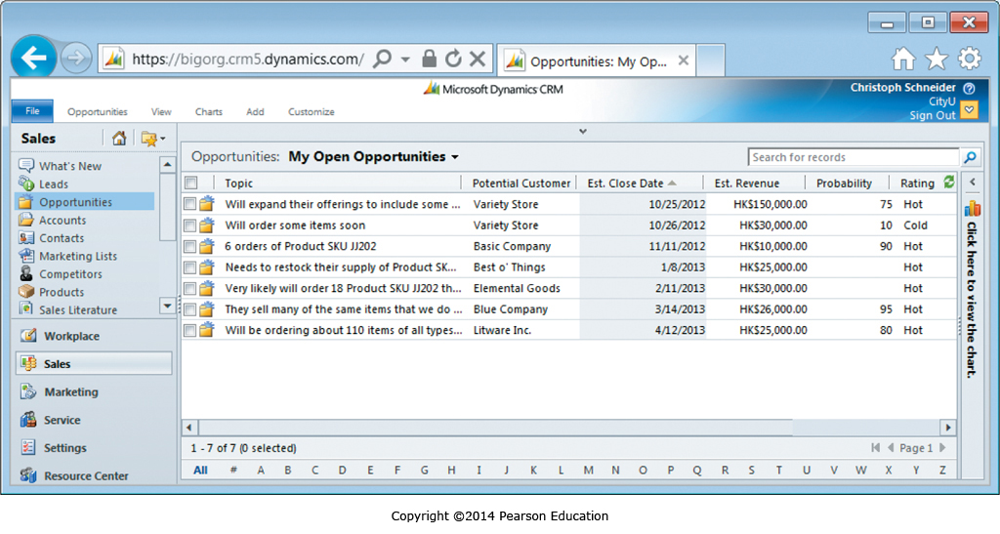 https://bigorg.crm5.dynamics.com/
Opportunities: My Op...
Microsoft Dynamics CRM
Christoph Schneider
CityU
Sign Out
File Opportunities View Charts Add Customize
Sales
What's New
Leads
Opportunities
Accounts
Contacts
Marketing Lists
Competitors
Products
Sales Literature
Workplace
Sales
Marketing
Service
Settings
Resource Center
Opportunities: My Open Opportunities
Search for records
Topic Potential Customer Est. Close Date Est. Revenue Probability Rating
Will expand their offerings to include some ... Variety Store 10/25/2012 HK$150,000.00 75 Hot
Will order some items soon Variety Store 10/26/2012 HK$30,000.00 10 Cold
6 orders of Product SKU JJ202 Basic Company 11/11/2012 HK$10,000.00 90 Hot
Needs to restock their supply of Product SK... Best o' Things 1/8/2013 HK$25,000.00 Hot
Very likely will order 18 Product SKU JJ202 th... Elemental Goods 2/11/2013 HK$30,000.00 Hot
They sell many of the same items that we do ... Blue Company 3/14/2013 HK$26,000.00 95 Hot
Will be ordering about 110 items of all types... Litware Inc. 4/12/2013 HK$25,000.00 80 Hot
Click here to view the chart.
1 - 7 of 7 (0 selected)
Page 1
All # A B C D E F G H I J K L M N O P Q R S T U V W X Y Z
Copyright ©2014 Pearson Education